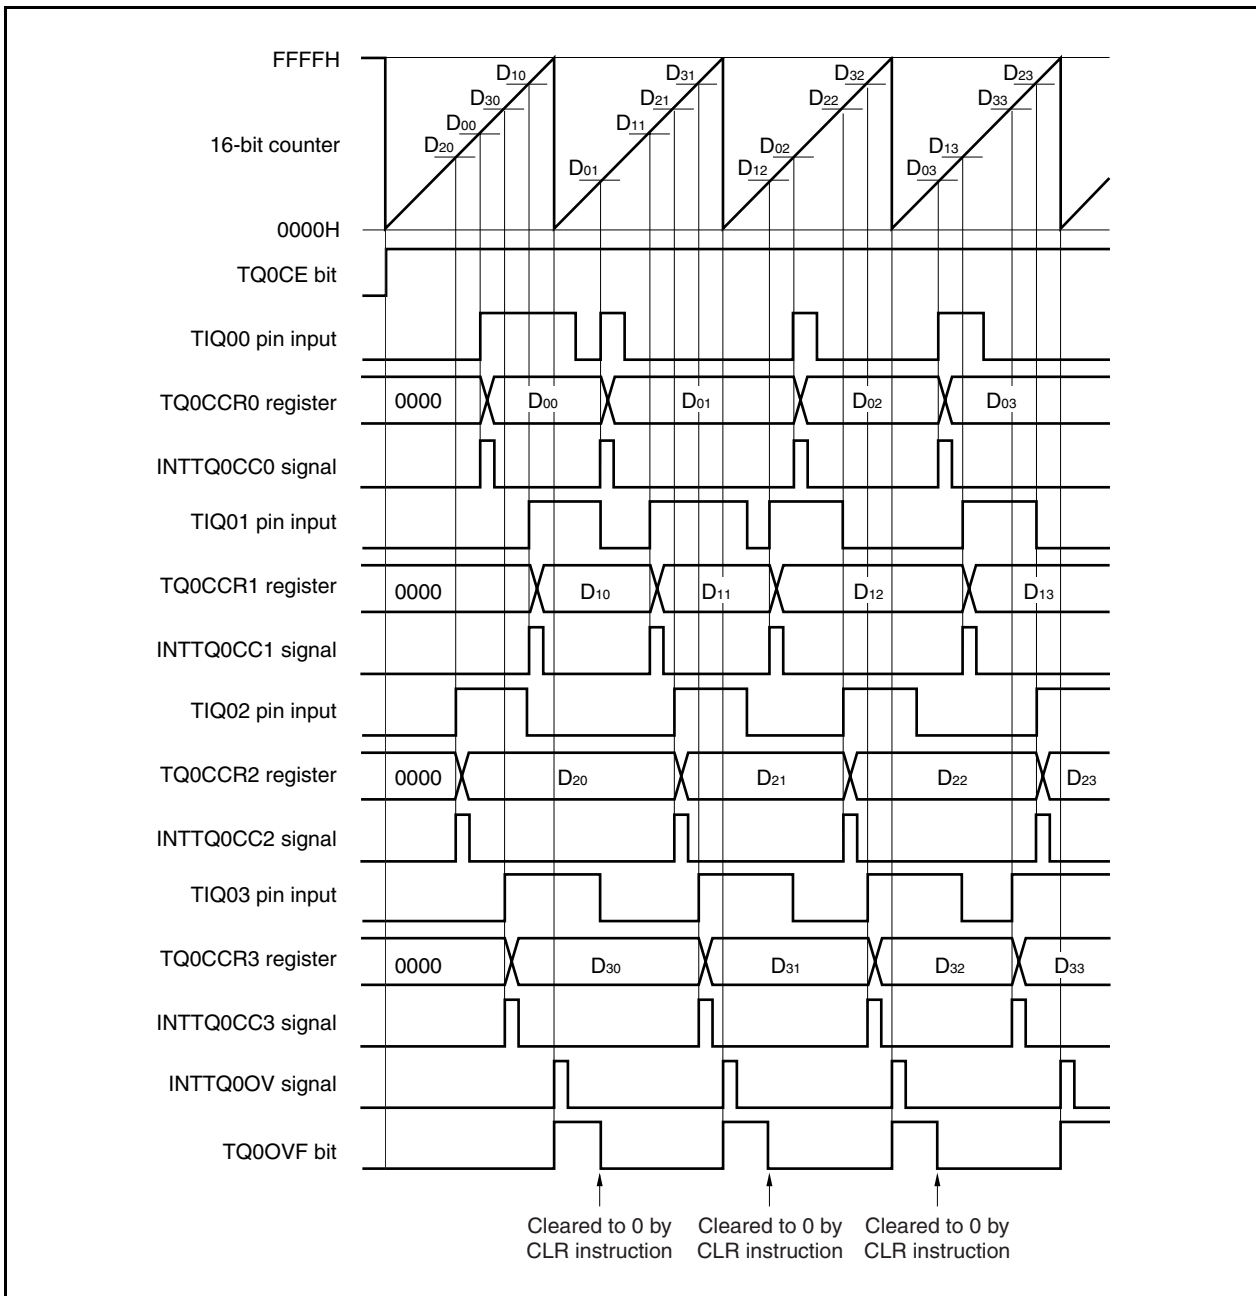 FFFFH
D10
D31
D32
D23
D30
D21
D22
D33
D00
D11
16-bit counter
D20
D02
D13
D01
D12
D03
0000H
TQ0CE bit
TIQ00 pin input
TQ0CCR0 register
0000
D00
D01
D02
D03
INTTQ0CC0 signal
TIQ01 pin input
TQ0CCR1 register
0000
D10
D11
D12
D13
INTTQ0CC1 signal
TIQ02 pin input
TQ0CCR2 register
0000
D20
D21
D22
D23
INTTQ0CC2 signal
TIQ03 pin input
TQ0CCR3 register
0000
D30
D31
D32
D33
INTTQ0CC3 signal
INTTQ0OV signal
TQ0OVF bit
Cleared to 0 by
CLR instruction
Cleared to 0 by
CLR instruction
Cleared to 0 by
CLR instruction